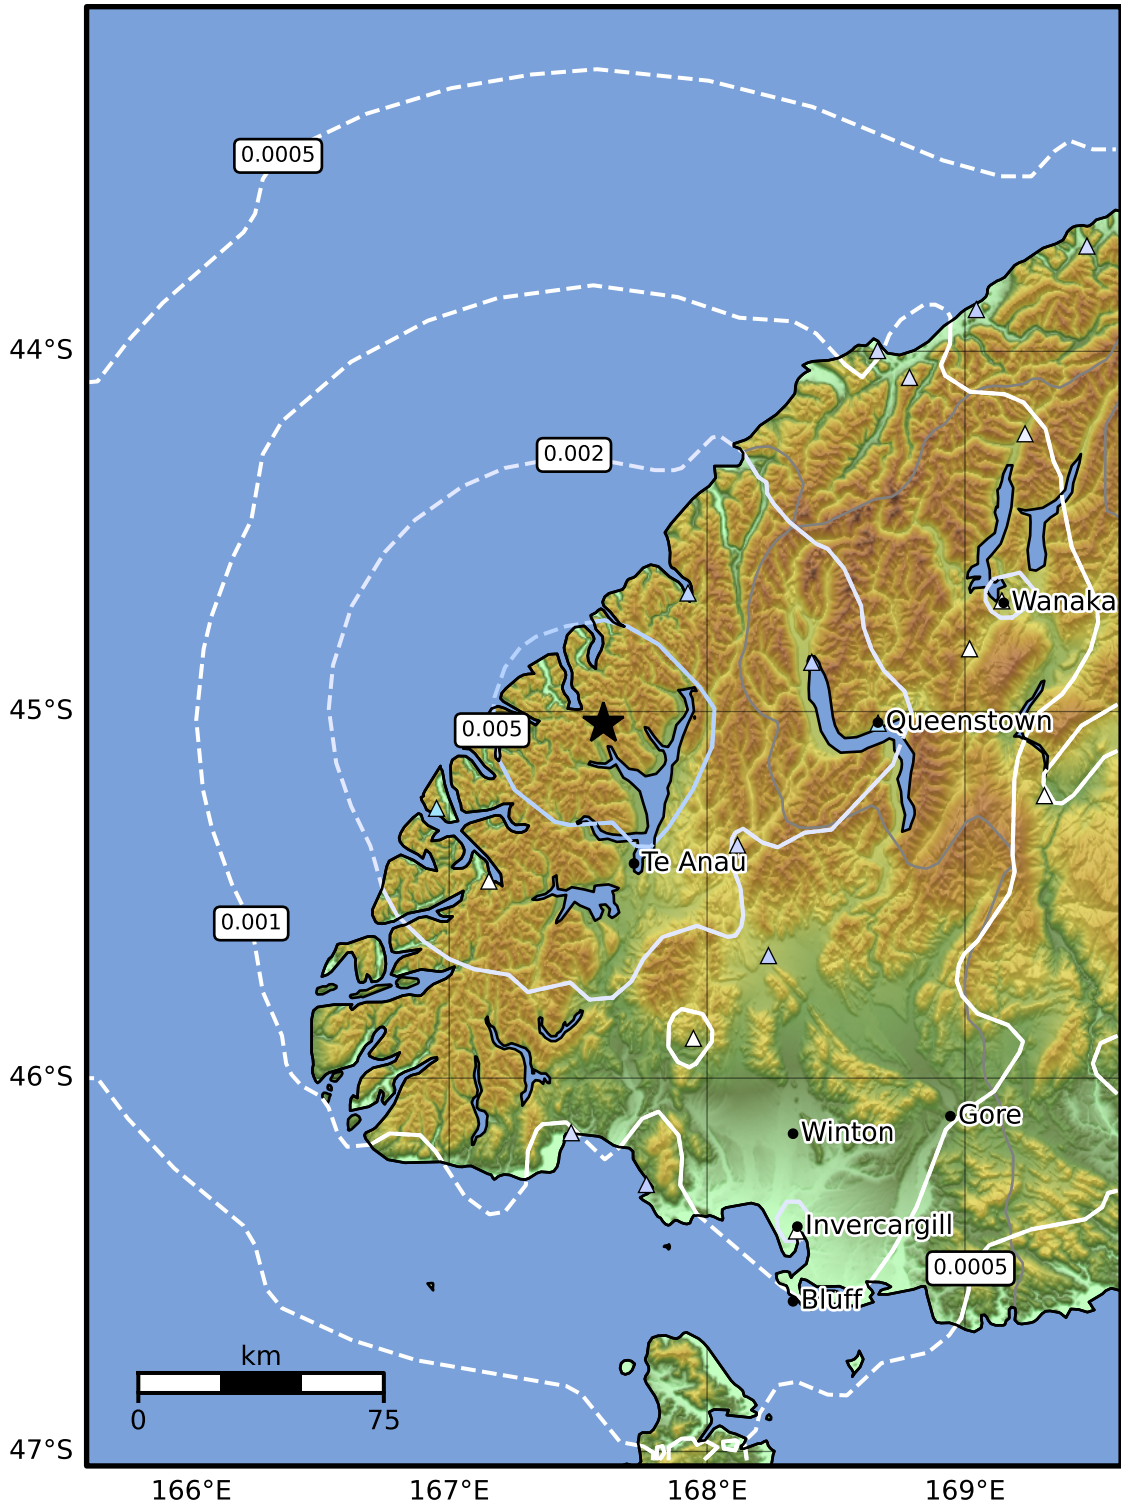 0.0005
44°S
0.002
Wanaka
45°S
Queenstown
0.005
Te Anau
0.001
46°S
Gore
Winton
Invercargill
0.0005
Bluff
km
0
75
47°S
166°E
167°E
168°E
169°E